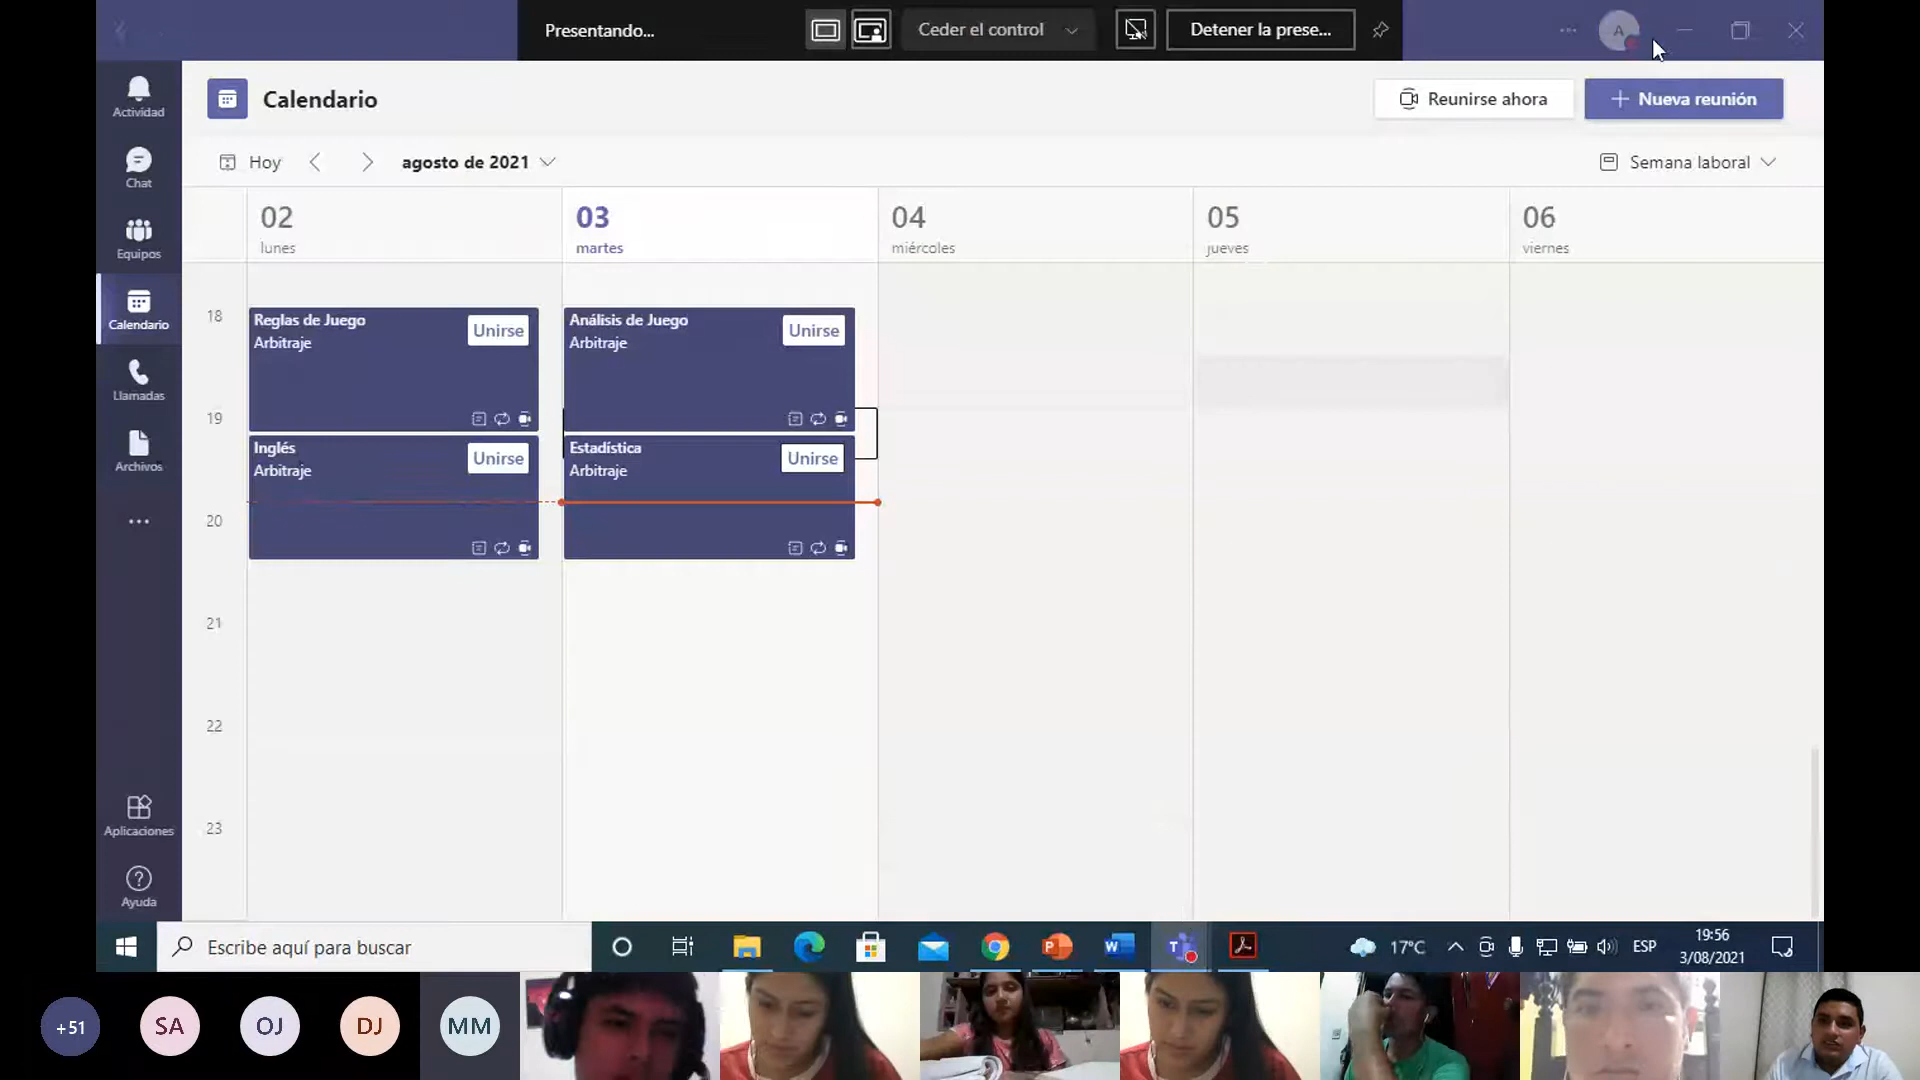 Presentando...
Ceder el control
Detener la prese...
A
Actividad
Chat
Equipos
Calendario
Llamadas
Archivos
Aplicaciones
Ayuda
Calendario
Reunirse ahora
Nueva reunión
Hoy
agosto de 2021
Semana laboral
02
lunes
03
martes
04
miércoles
05
jueves
06
viernes
18
19
20
21
22
23
Reglas de Juego
Arbitraje
Unirse
Análisis de Juego
Arbitraje
Unirse
Inglés
Arbitraje
Unirse
Estadística
Arbitraje
Unirse
Escribe aquí para buscar
17°C
ESP
19:56
3/08/2021
+51
SA
OJ
DJ
MM